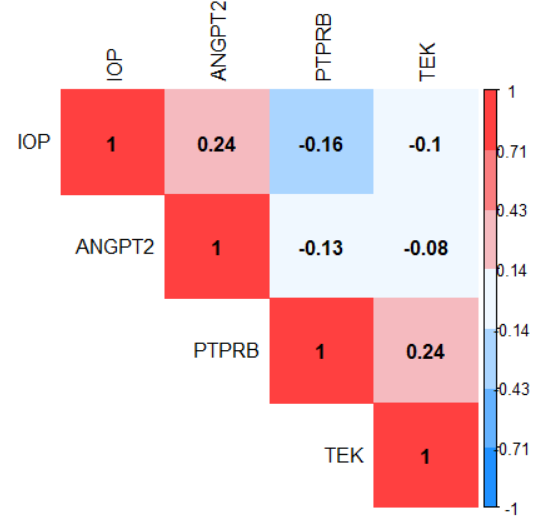 IOP ANGPT2 PTPRB TEK
IOP 1 0.24 -0.16 -0.1
ANGPT2 1 -0.13 -0.08
PTPRB 1 0.24
TEK 1
1
0.71
0.43
0.14
-0.14
-0.43
-0.71
-1